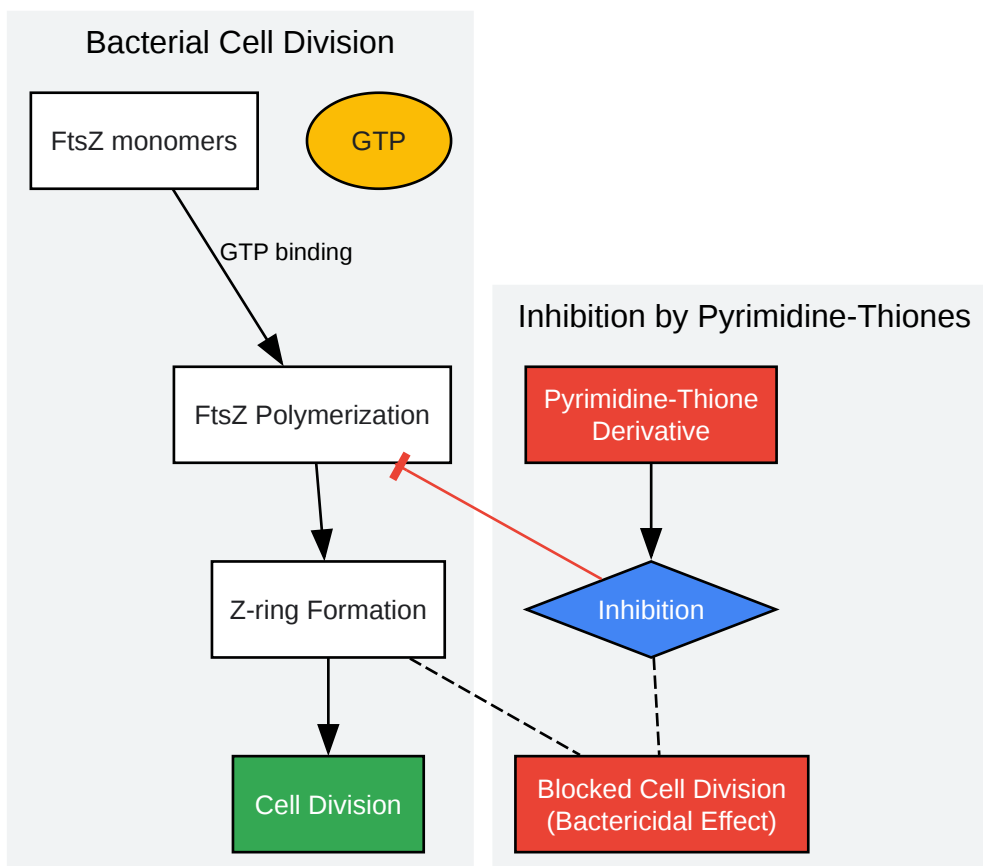 Bacterial Cell Division
FtsZ monomers
GTP
GTP binding
Inhibition by Pyrimidine-Thiones
FtsZ Polymerization
Pyrimidine-Thione
Derivative
Z-ring Formation
Inhibition
Cell Division
Blocked Cell Division
(Bactericidal Effect)